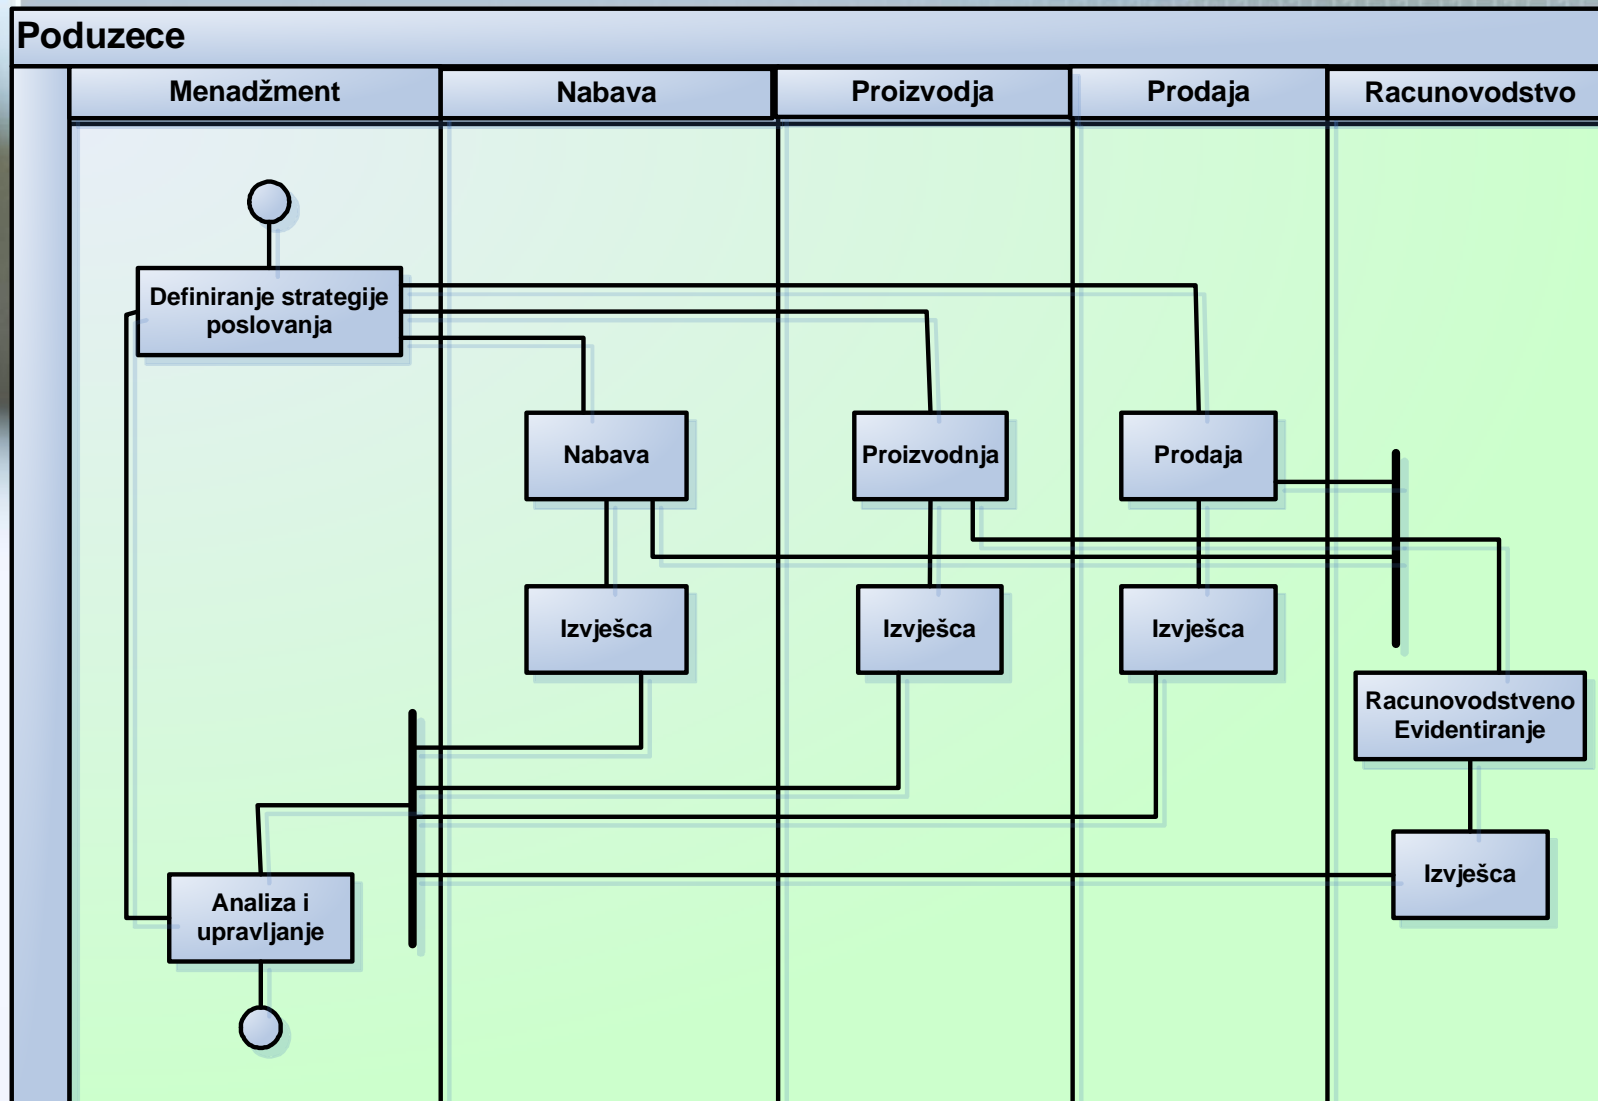 Poduzece
Menadžment
Nabava
Proizvodja
Prodaja
Racunovodstvo
Definiranje strategije
poslovanja
Nabava
Proizvodnja
Prodaja
Izvješca
Izvješca
Izvješca
Racunovodstveno
Evidentiranje
Izvješca
Analiza i
upravljanje